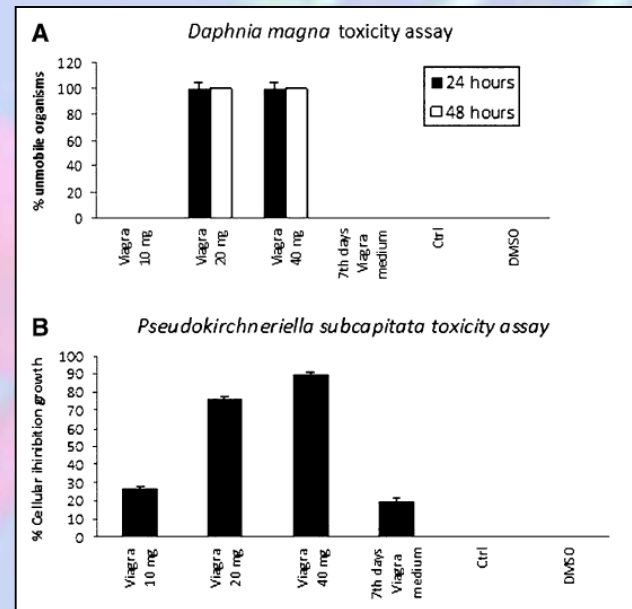 A
Daphnia magna toxicity assay
% unmobile organisms
120
100
80
60
40
20
0
24 hours
48 hours
Viagra
10 mg
Viagra
20 mg
Viagra
40 mg
7th days
Viagra
medium
Ctrl
DMSO
B
Pseudokirchneriella subcapitata toxicity assay
% Cellular ihiribition growth
100
90
80
70
60
50
40
30
20
10
0
Viagra
10 mg
Viagra
20 mg
Viagra
40 mg
7th days
Viagra
medium
Ctrl
DMSO